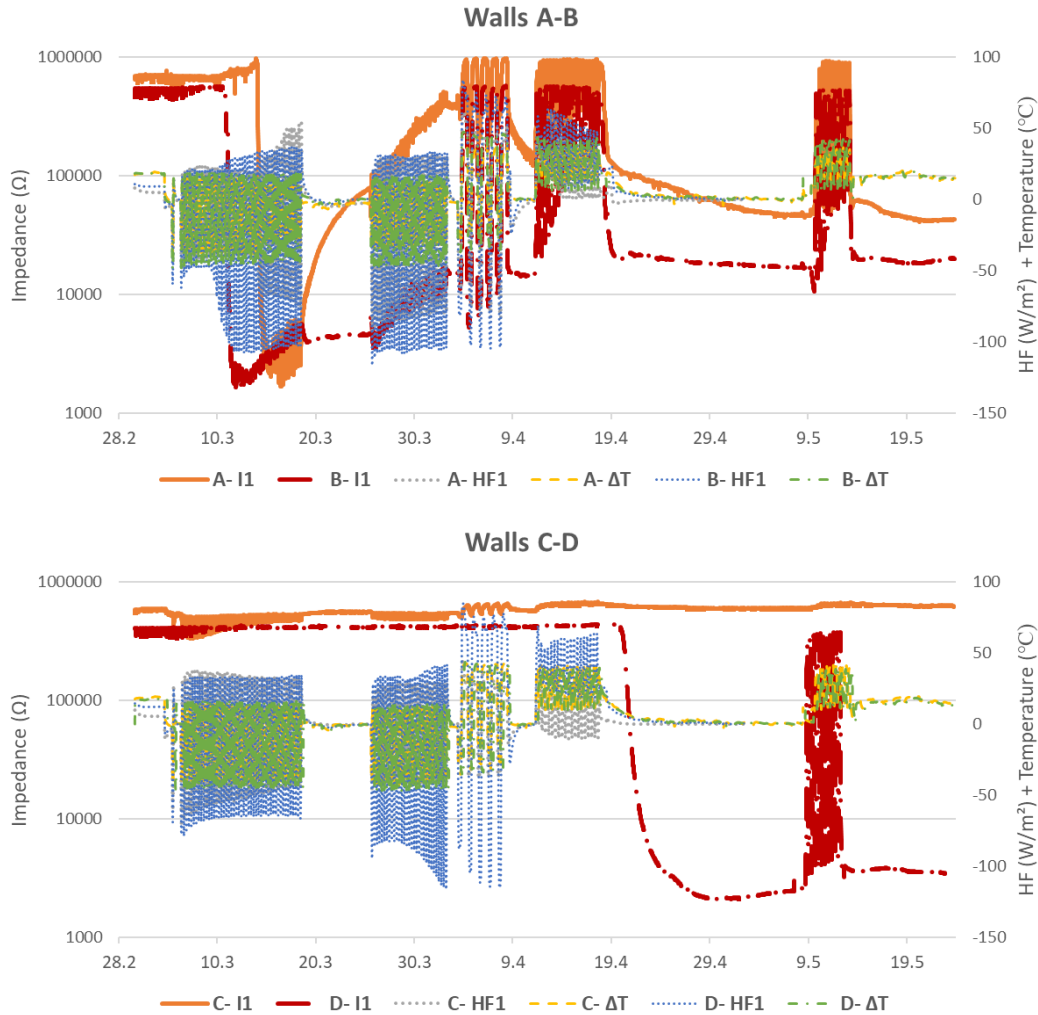 Walls A-B
1000000
100000
10000
1000
Impedance (Ω)
100
50
0
-50
-100
-150
HF (W/m²) + Temperature (°C)
28.2 10.3 20.3 30.3 9.4 19.4 29.4 9.5 19.5
A- I1 B- I1 A- HF1 A- ΔT B- HF1 B- ΔT
Walls C-D
1000000
100000
10000
1000
Impedance (Ω)
100
50
0
-50
-100
-150
HF (W/m²) + Temperature (°C)
28.2 10.3 20.3 30.3 9.4 19.4 29.4 9.5 19.5
C- I1 D- I1 C- HF1 C- ΔT D- HF1 D- ΔT